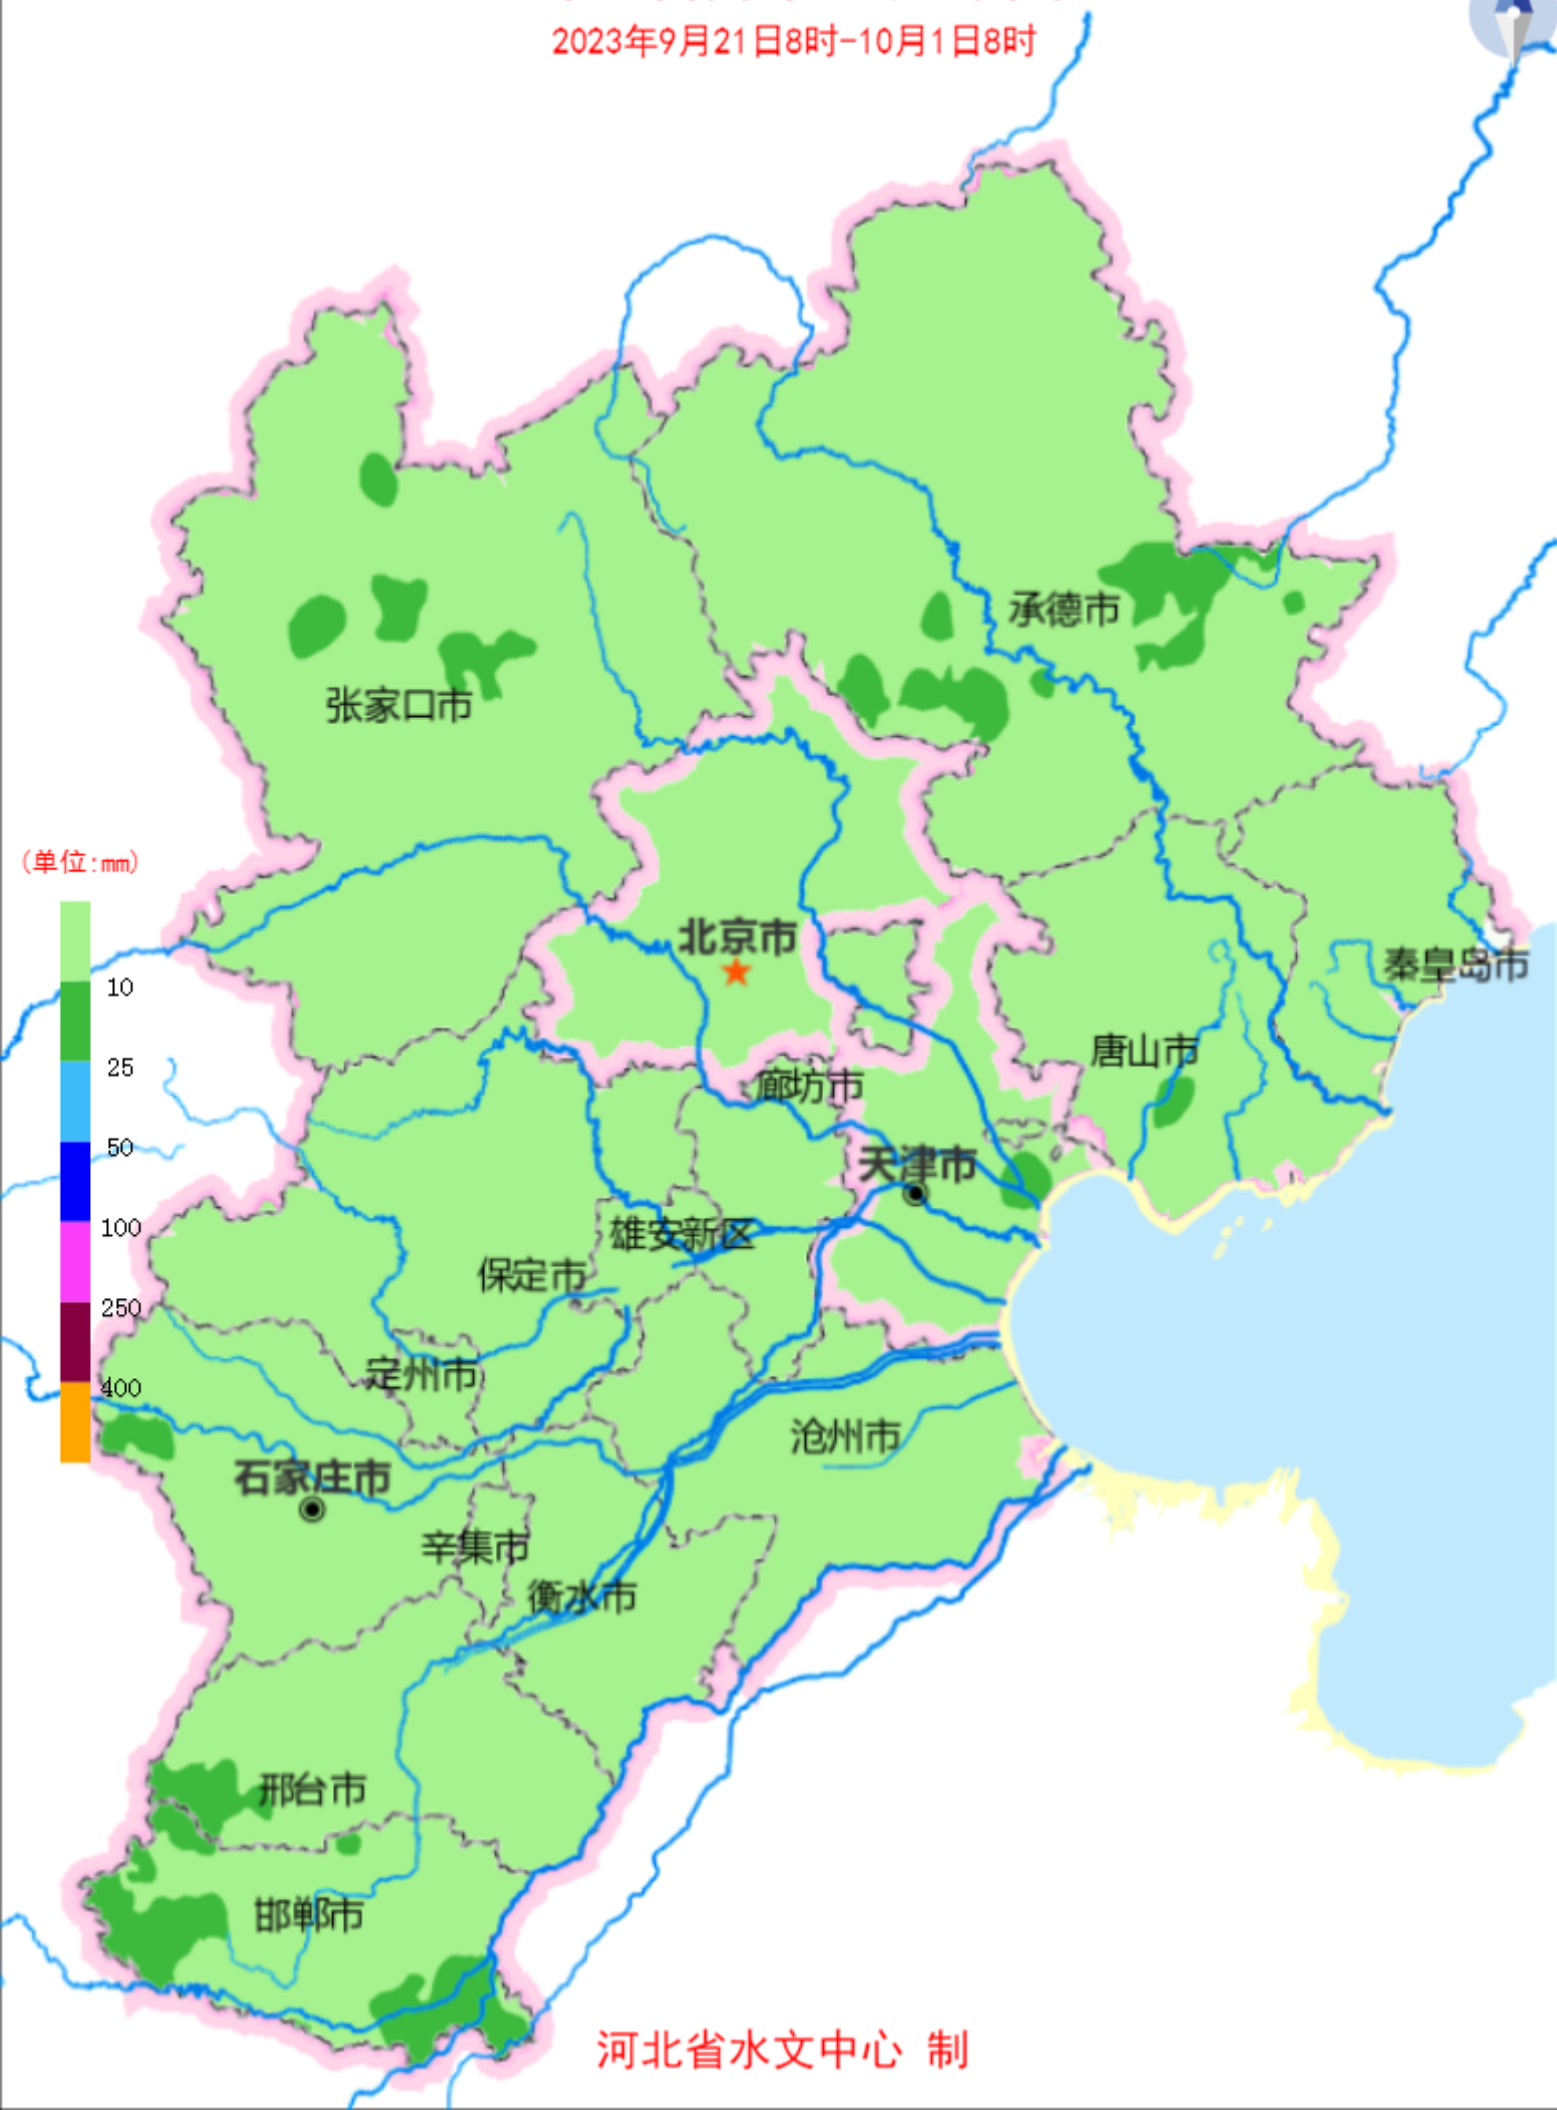 2023年9月21日8时-10月1日8时
承德市
张家口市
(单位:mm)
北京市
秦皇岛市
10
唐山市
25
廊坊市
50
天津市
100
雄安新区
保定市
250
定州市
400
沧州市
石家庄市
辛集市
衡水市
邢台市
邯郸市
河北省水文中心 制